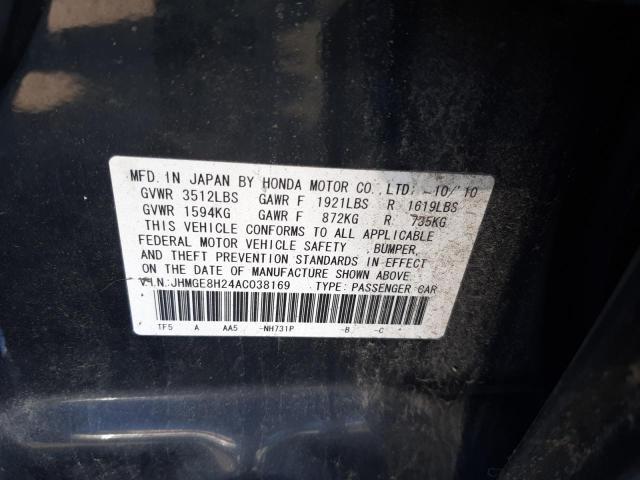 MFD. IN JAPAN BY HONDA MOTOR CO., LTD. 10/'10
GVWR 3512LBS GAWR F 1921LBS R 1619LBS
GVWR 1594KG GAWR F 872KG R 735KG
THIS VEHICLE CONFORMS TO ALL APPLICABLE
FEDERAL MOTOR VEHICLE SAFETY, BUMPER,
AND THEFT PREVENTION STANDARDS IN EFFECT
ON THE DATE OF MANUFACTURE SHOWN ABOVE.
V.I.N.:JHMGE8H24AC038169 TYPE: PASSENGER CAR
TF5 A AA5 -NH731P -B -C